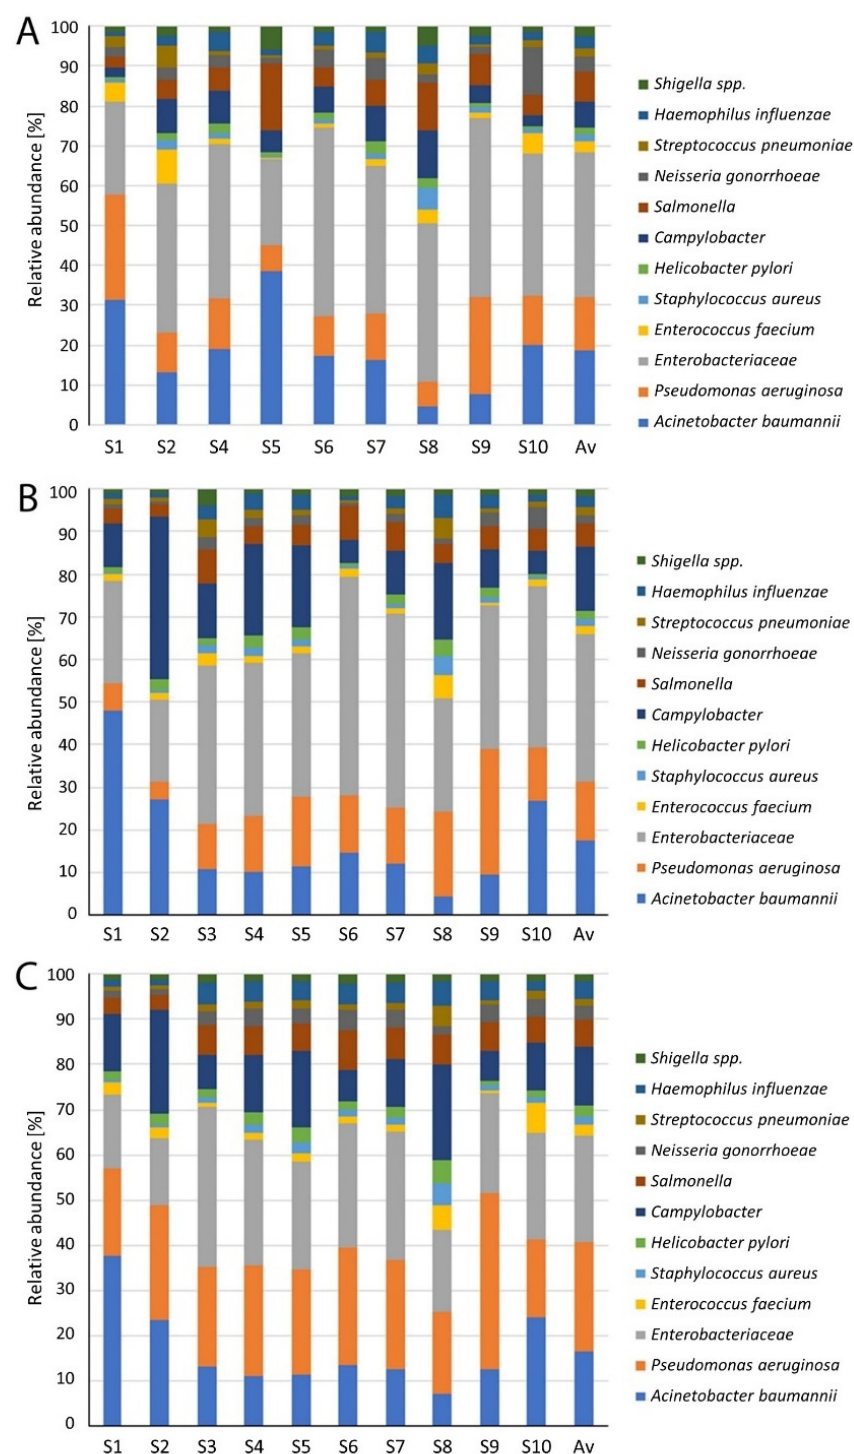 A
Relative abundance [%]
100
90
80
70
60
50
40
30
20
10
0
S1 S2 S4 S5 S6 S7 S8 S9 S10 Av
Shigella spp.
Haemophilus influenzae
Streptococcus pneumoniae
Neisseria gonorrhoeae
Salmonella
Campylobacter
Helicobacter pylori
Staphylococcus aureus
Enterococcus faecium
Enterobacteriaceae
Pseudomonas aeruginosa
Acinetobacter baumannii
B
Relative abundance [%]
100
90
80
70
60
50
40
30
20
10
0
S1 S2 S3 S4 S5 S6 S7 S8 S9 S10 Av
Shigella spp.
Haemophilus influenzae
Streptococcus pneumoniae
Neisseria gonorrhoeae
Salmonella
Campylobacter
Helicobacter pylori
Staphylococcus aureus
Enterococcus faecium
Enterobacteriaceae
Pseudomonas aeruginosa
Acinetobacter baumannii
C
Relative abundance [%]
100
90
80
70
60
50
40
30
20
10
0
S1 S2 S3 S4 S5 S6 S7 S8 S9 S10 Av
Shigella spp.
Haemophilus influenzae
Streptococcus pneumoniae
Neisseria gonorrhoeae
Salmonella
Campylobacter
Helicobacter pylori
Staphylococcus aureus
Enterococcus faecium
Enterobacteriaceae
Pseudomonas aeruginosa
Acinetobacter baumannii